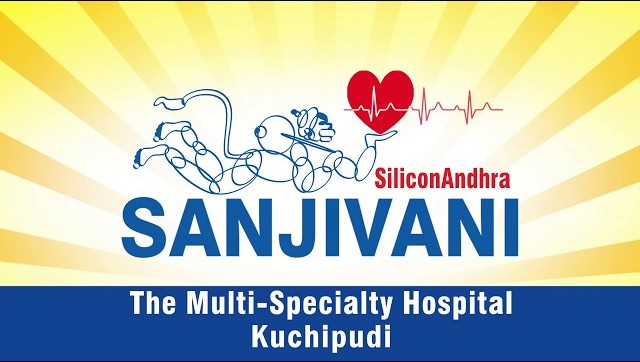 SiliconAndhra
SANJIVANI
The Multi-Specialty Hospital
Kuchipudi